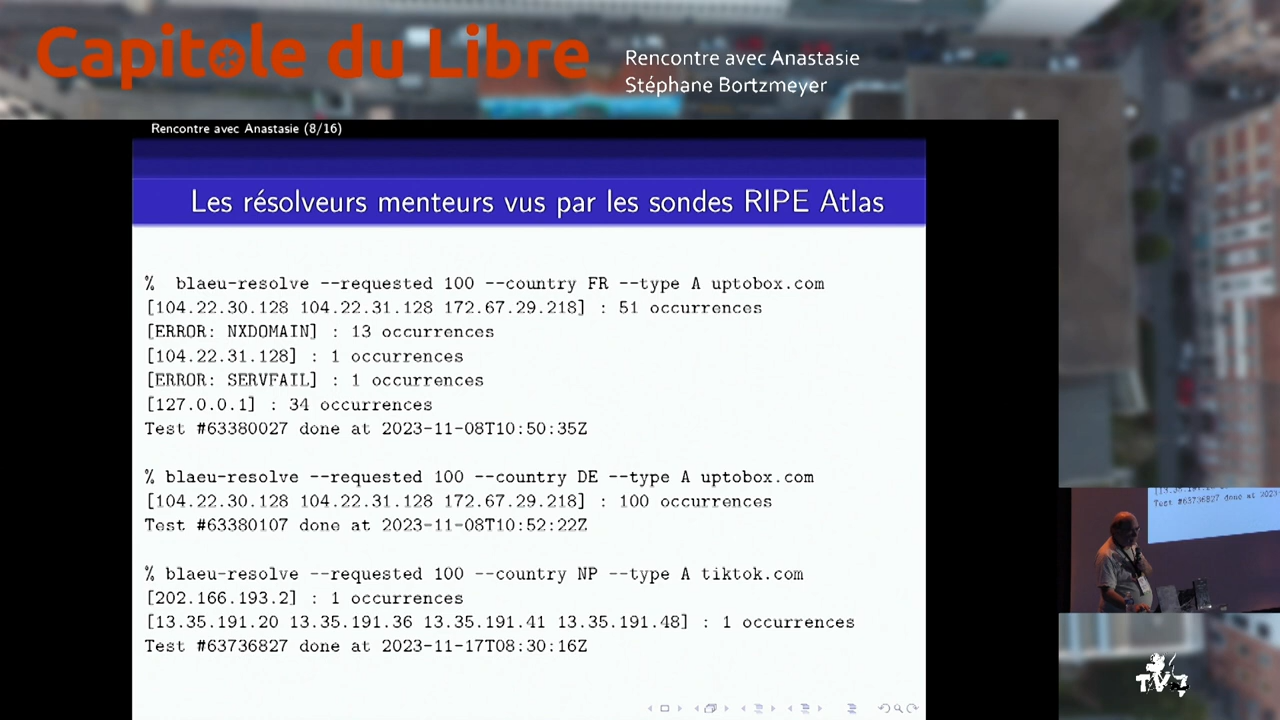 Capitole du Libre
Rencontre avec Anastasie
Stéphane Bortzmeyer
Rencontre avec Anastasie (8/16)
Les résolveurs menteurs vus par les sondes RIPE Atlas
% blaeu-resolve --requested 100 --country FR --type A uptobox.com
[104.22.30.128 104.22.31.128 172.67.29.218] : 51 occurrences
[ERROR: NXDOMAIN] : 13 occurrences
[104.22.31.128] : 1 occurrences
[ERROR: SERVFAIL] : 1 occurrences
[127.0.0.1] : 34 occurrences
Test #63380027 done at 2023-11-08T10:50:35Z
% blaeu-resolve --requested 100 --country DE --type A uptobox.com
[104.22.30.128 104.22.31.128 172.67.29.218] : 100 occurrences
Test #63380107 done at 2023-11-08T10:52:22Z
% blaeu-resolve --requested 100 --country NP --type A tiktok.com
[202.166.193.2] : 1 occurrences
[13.35.191.20 13.35.191.36 13.35.191.41 13.35.191.48] : 1 occurrences
Test #63736827 done at 2023-11-17T08:30:16Z
Test #63736827 done at 2023
TV7